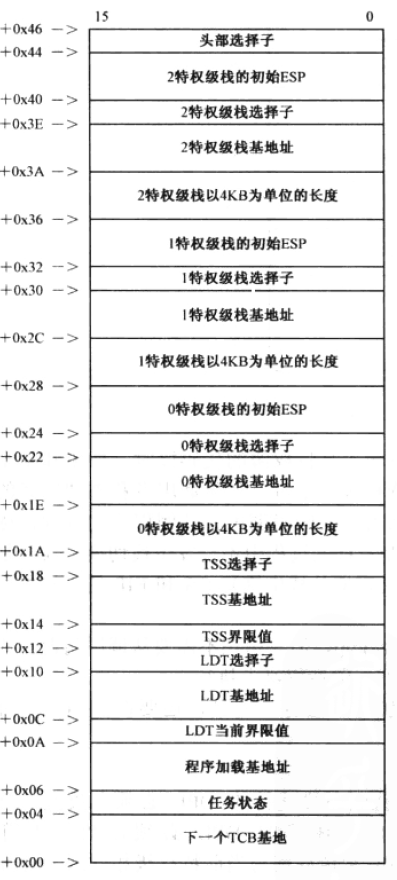 15 0
+0x46 —>
头部选择子
+0x44 —>
2特权级栈的初始ESP
+0x40 —>
2特权级栈选择子
+0x3E —>
2特权级栈基地址
+0x3A —>
2特权级栈以4KB为单位的长度
+0x36 —>
1特权级栈的初始ESP
+0x32 —>
1特权级栈选择子
+0x30 —>
1特权级栈基地址
+0x2C —>
1特权级栈以4KB为单位的长度
+0x28 —>
0特权级栈的初始ESP
+0x24 —>
0特权级栈选择子
+0x22 —>
0特权级栈基地址
+0x1E —>
0特权级栈以4KB为单位的长度
+0x1A —>
TSS选择子
+0x18 —>
TSS基地址
+0x14 —>
TSS界限值
+0x12 —>
LDT选择子
+0x10 —>
LDT基地址
+0x0C —>
LDT当前界限值
+0x0A —>
程序加载基地址
+0x06 —>
任务状态
+0x04 —>
下一个TCB基地
+0x00 —>